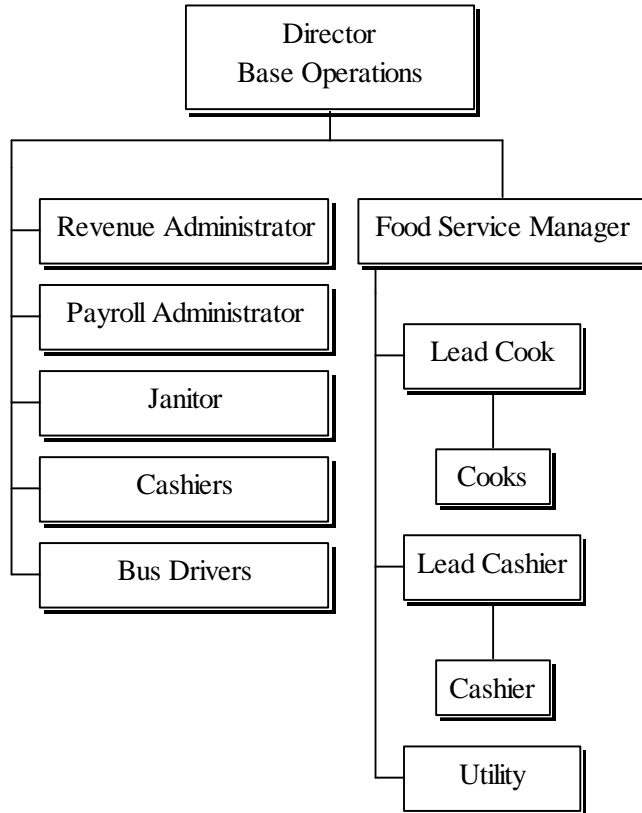 Director
Base Operations
Revenue Administrator
Food Service Manager
Payroll Administrator
Lead Cook
Janitor
Cooks
Cashiers
Lead Cashier
Bus Drivers
Cashier
Utility